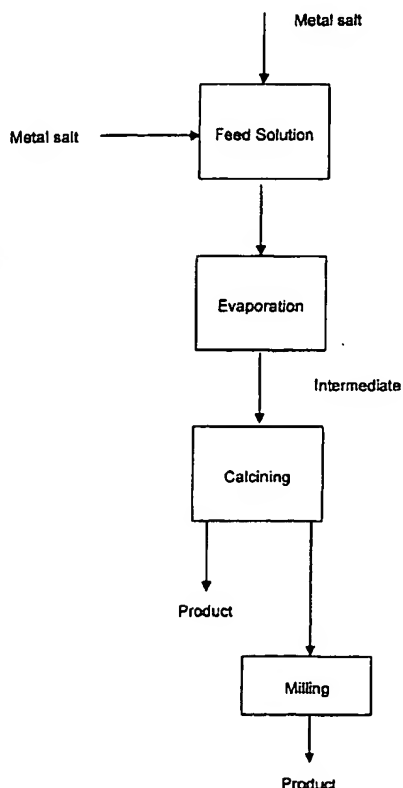 Metal salt
Metal salt
Feed Solution
Evaporation
Intermediate
Calcining
Product
Milling
Product